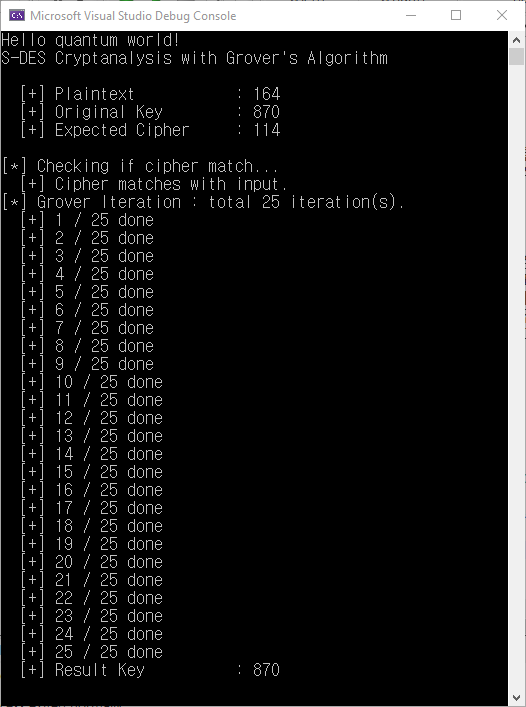 Microsoft Visual Studio Debug Console
Hello quantum world!
S-DES Cryptanalysis with Grover's Algorithm
[+] Plaintext : 164
[+] Original Key : 870
[+] Expected Cipher : 114
[*] Checking if cipher match...
[+] Cipher matches with input.
[*] Grover Iteration : total 25 iteration(s).
[+] 1 / 25 done
[+] 2 / 25 done
[+] 3 / 25 done
[+] 4 / 25 done
[+] 5 / 25 done
[+] 6 / 25 done
[+] 7 / 25 done
[+] 8 / 25 done
[+] 9 / 25 done
[+] 10 / 25 done
[+] 11 / 25 done
[+] 12 / 25 done
[+] 13 / 25 done
[+] 14 / 25 done
[+] 15 / 25 done
[+] 16 / 25 done
[+] 17 / 25 done
[+] 18 / 25 done
[+] 19 / 25 done
[+] 20 / 25 done
[+] 21 / 25 done
[+] 22 / 25 done
[+] 23 / 25 done
[+] 24 / 25 done
[+] 25 / 25 done
[+] Result Key : 870